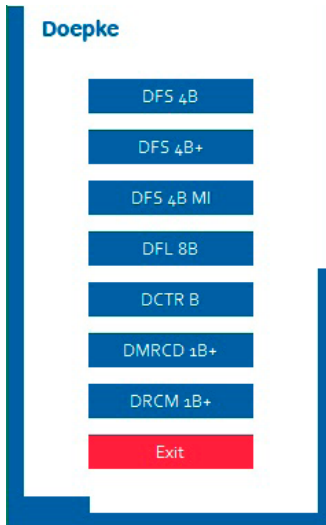 Doepke
DFS 4B
DFS 4B+
DFS 4B MI
DFL 8B
DCTR B
DMRCD 1B+
DRCM 1B+
Exit